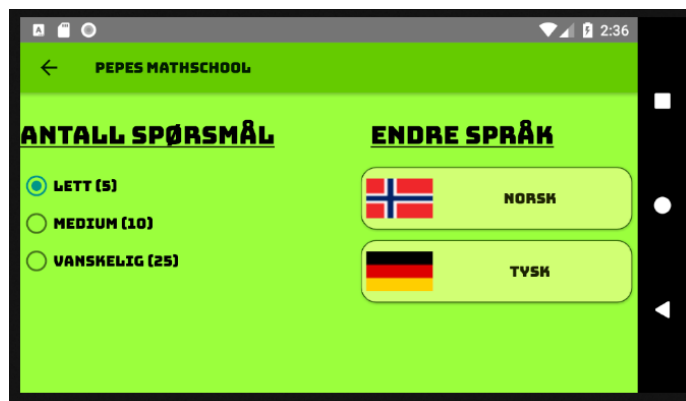 2:36
PEPES MATHSCHOOL
ANTALL SPØRSMÅL
LETT (5)
MEDIUM (10)
VANSKELIG (25)
ENDRE SPRÅK
NORSK
TYSK